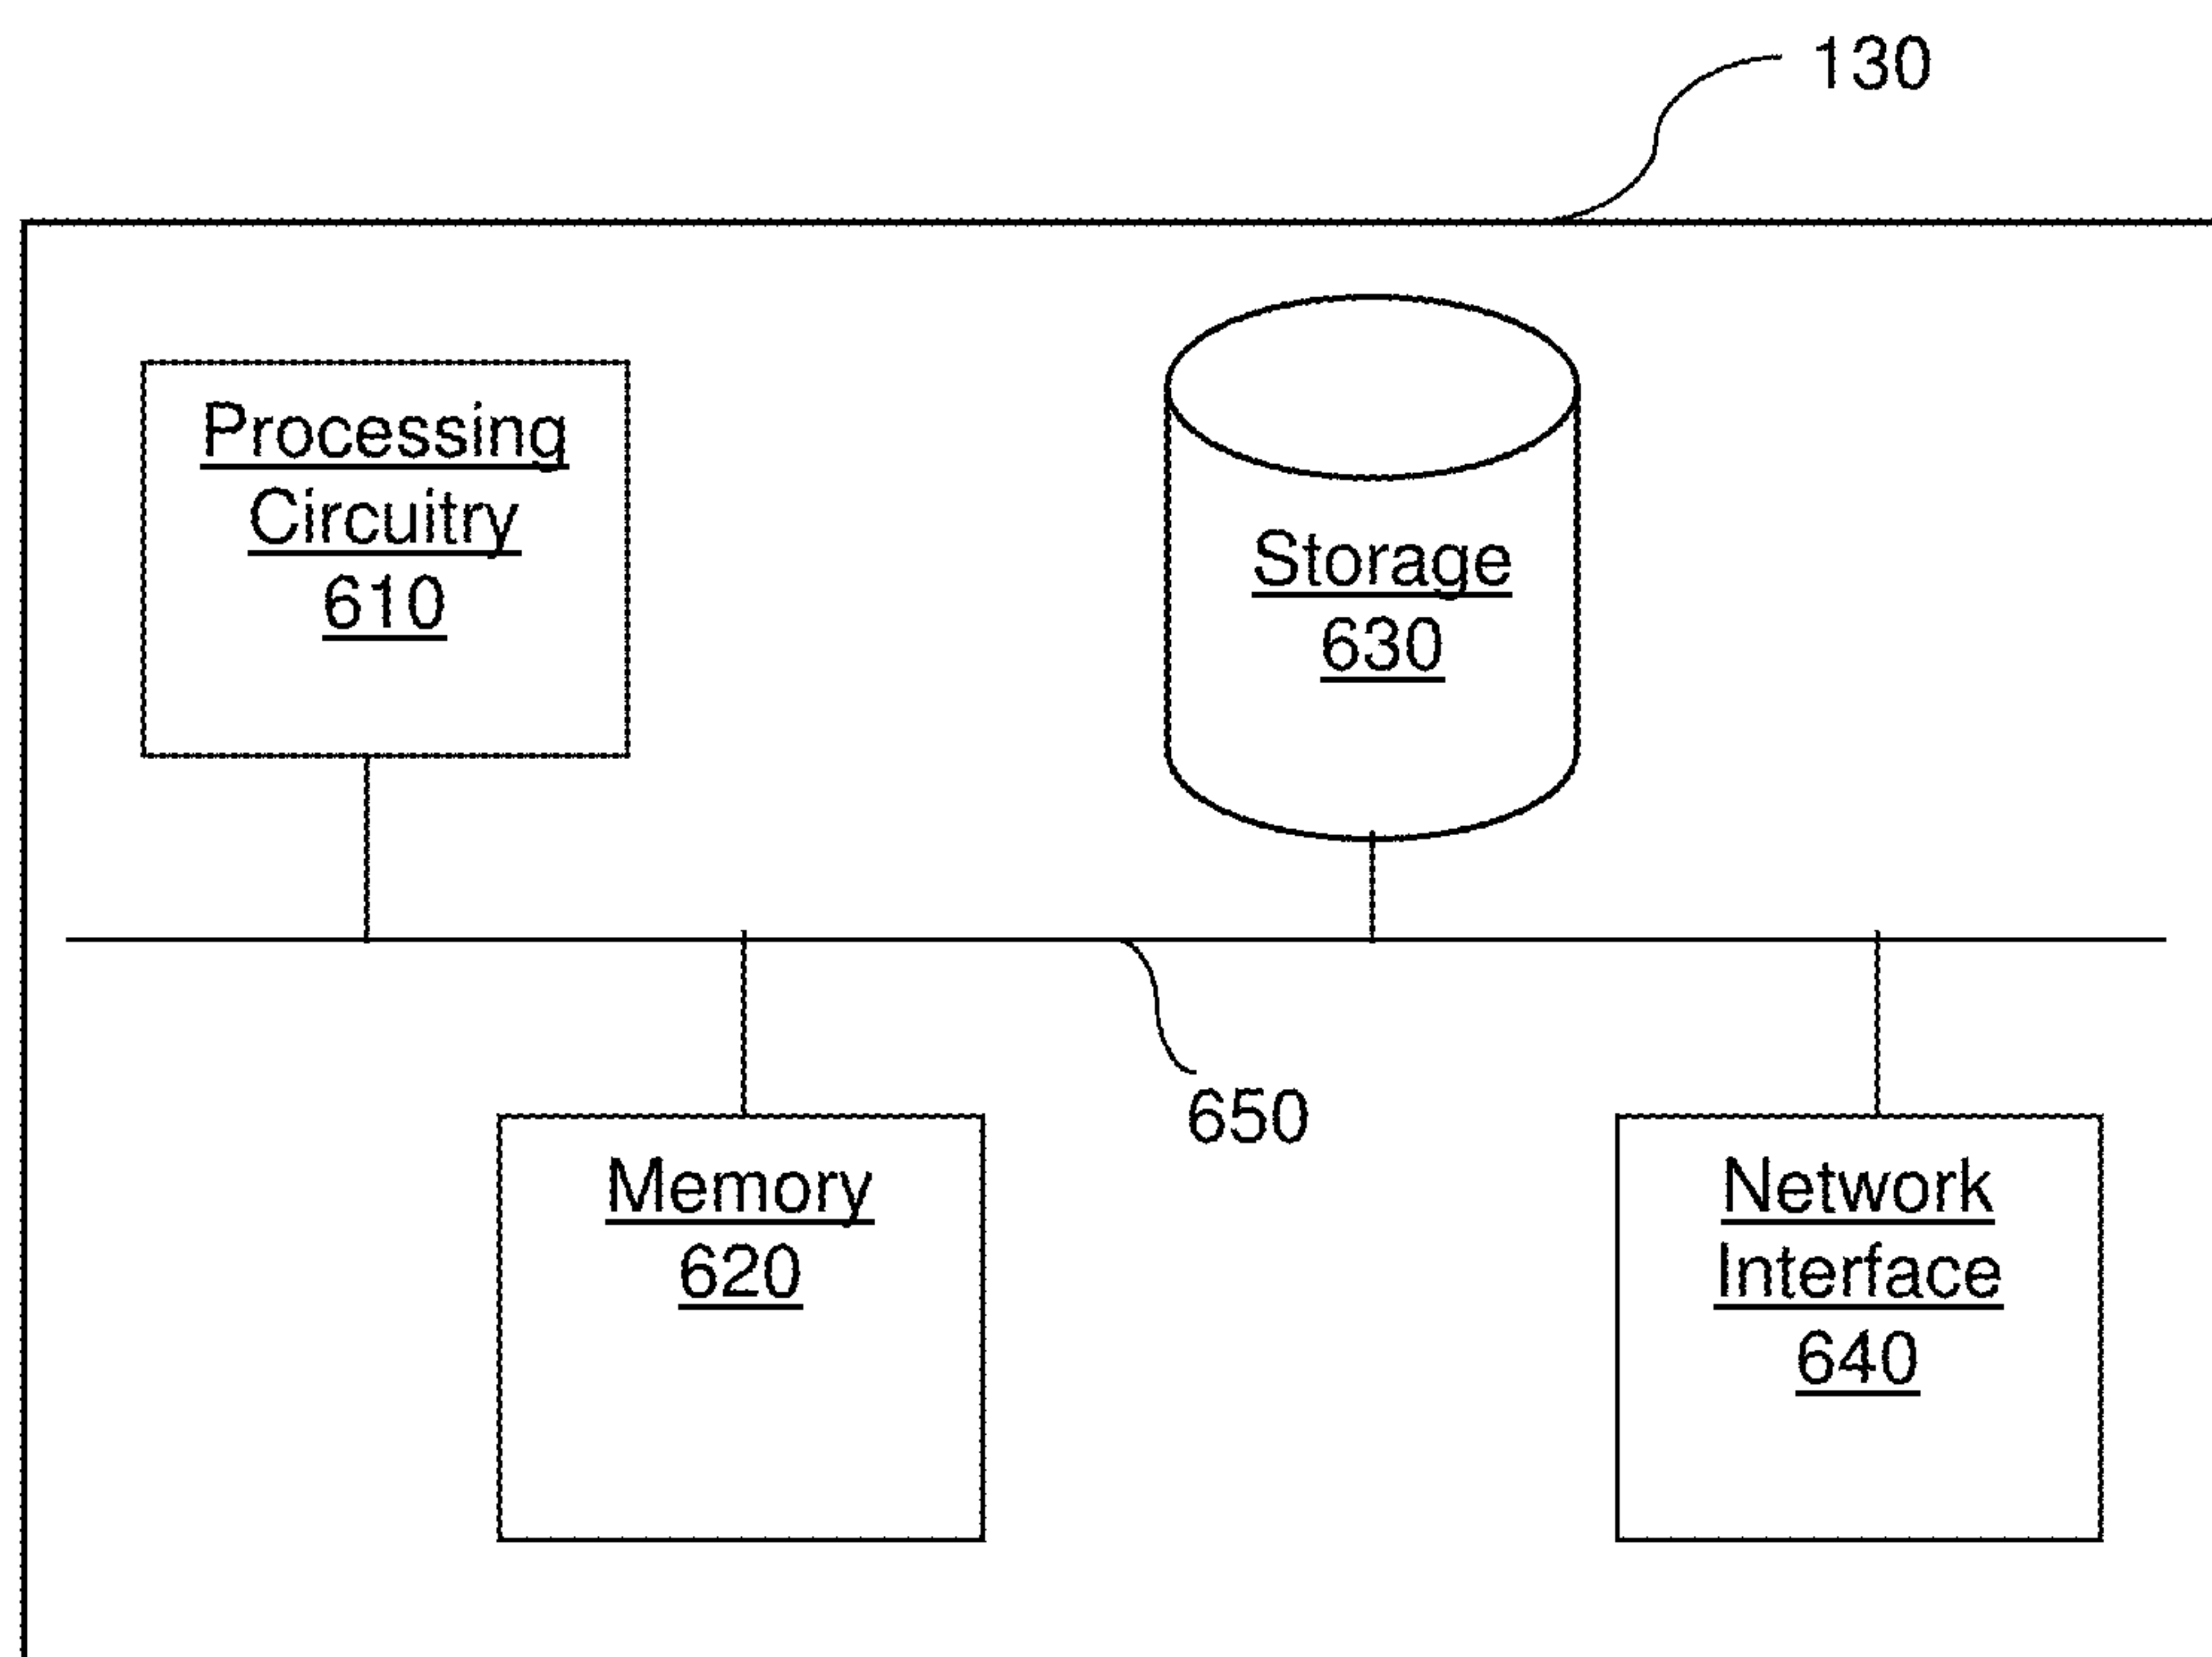 130
Processing
Circuitry
610
Storage
630
650
Memory
620
Network
Interface
640